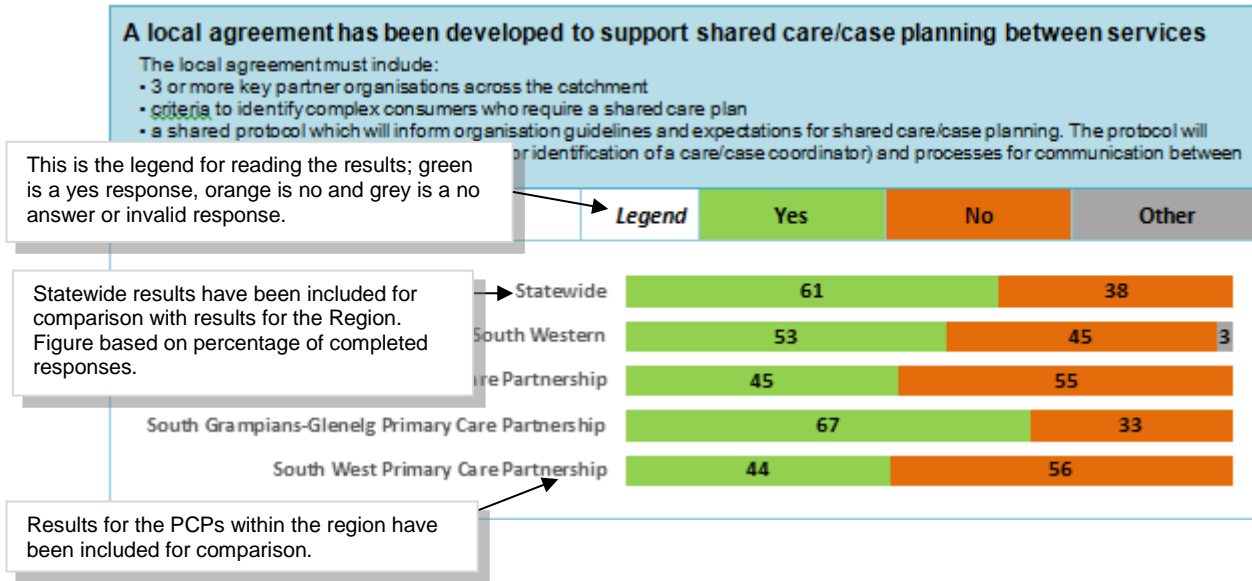 A local agreement has been developed to support shared care/case planning between services
The local agreement must include:
• 3 or more key partner organisations across the catchment
• criteria to identify complex consumers who require a shared care plan
• a shared protocol which will inform organisation guidelines and expectations for shared care/case planning. The protocol will
or identification of a care/case coordinator) and processes for communication between
This is the legend for reading the results; green
is a yes response, orange is no and grey is a no
answer or invalid response.
Legend Yes No Other
Statewide results have been included for
comparison with results for the Region.
Figure based on percentage of completed
responses.
Statewide 61 38
South Western 53 45 3
re Partnership 45 55
South Grampians-Glenelg Primary Care Partnership 67 33
South West Primary Care Partnership 44 56
Results for the PCPs within the region have
been included for comparison.